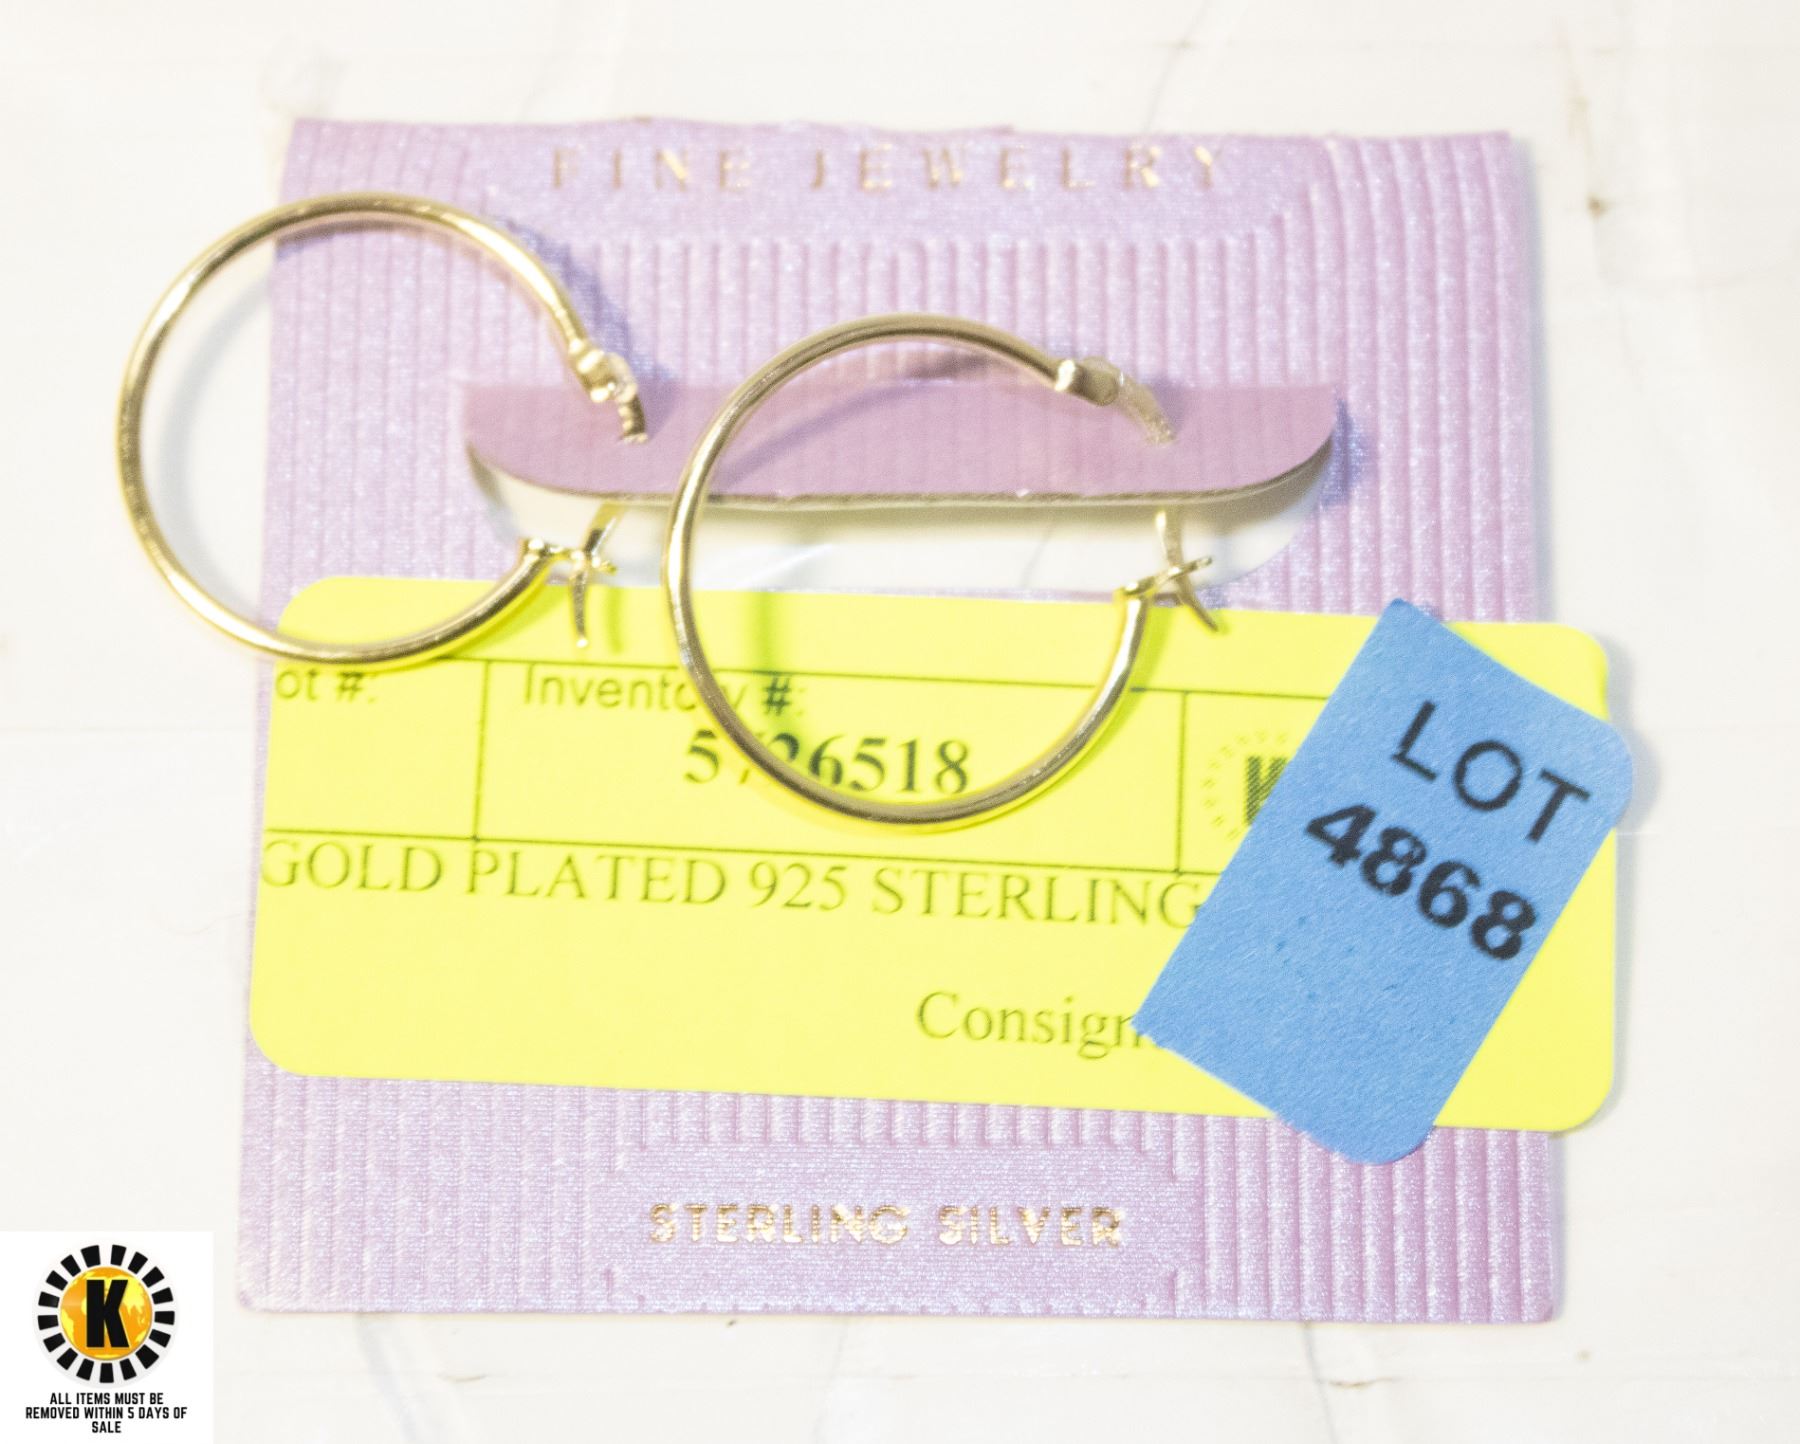 FINE JEWELRY
ot #:
Inventory #:
5726518
GOLD PLATED 925 STERLING
Consign
LOT
4868
STERLING SILVER
K
ALL ITEMS MUST BE
REMOVED WITHIN 5 DAYS OF
SALE